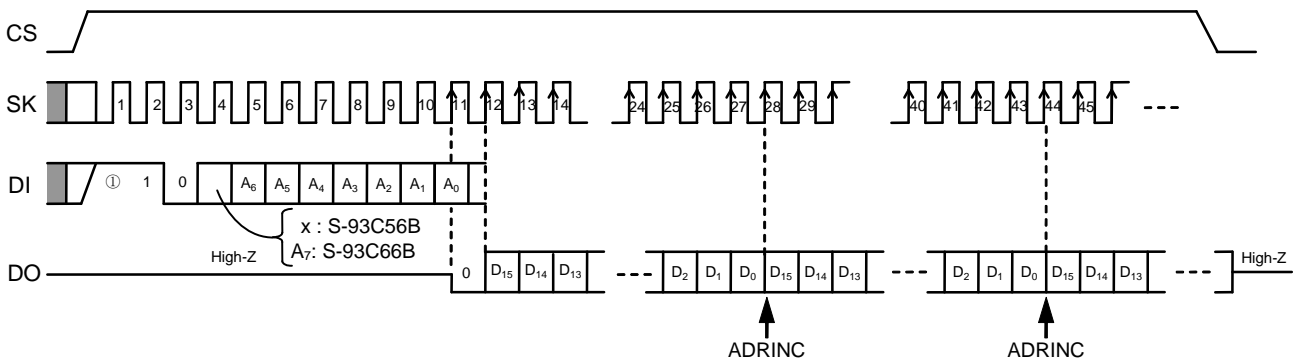 CS
SK 1 2 3 4 5 6 7 8 9 10 11 12 13 14 24 25 26 27 28 29 40 41 42 43 44 45
DI ① 1 0 A6 A5 A4 A3 A2 A1 A0
x : S-93C56B
A7: S-93C66B
High-Z
DO 0 D15 D14 D13 D2 D1 D0 D15 D14 D13 D2 D1 D0 D15 D14 D13 High-Z
ADRINC ADRINC